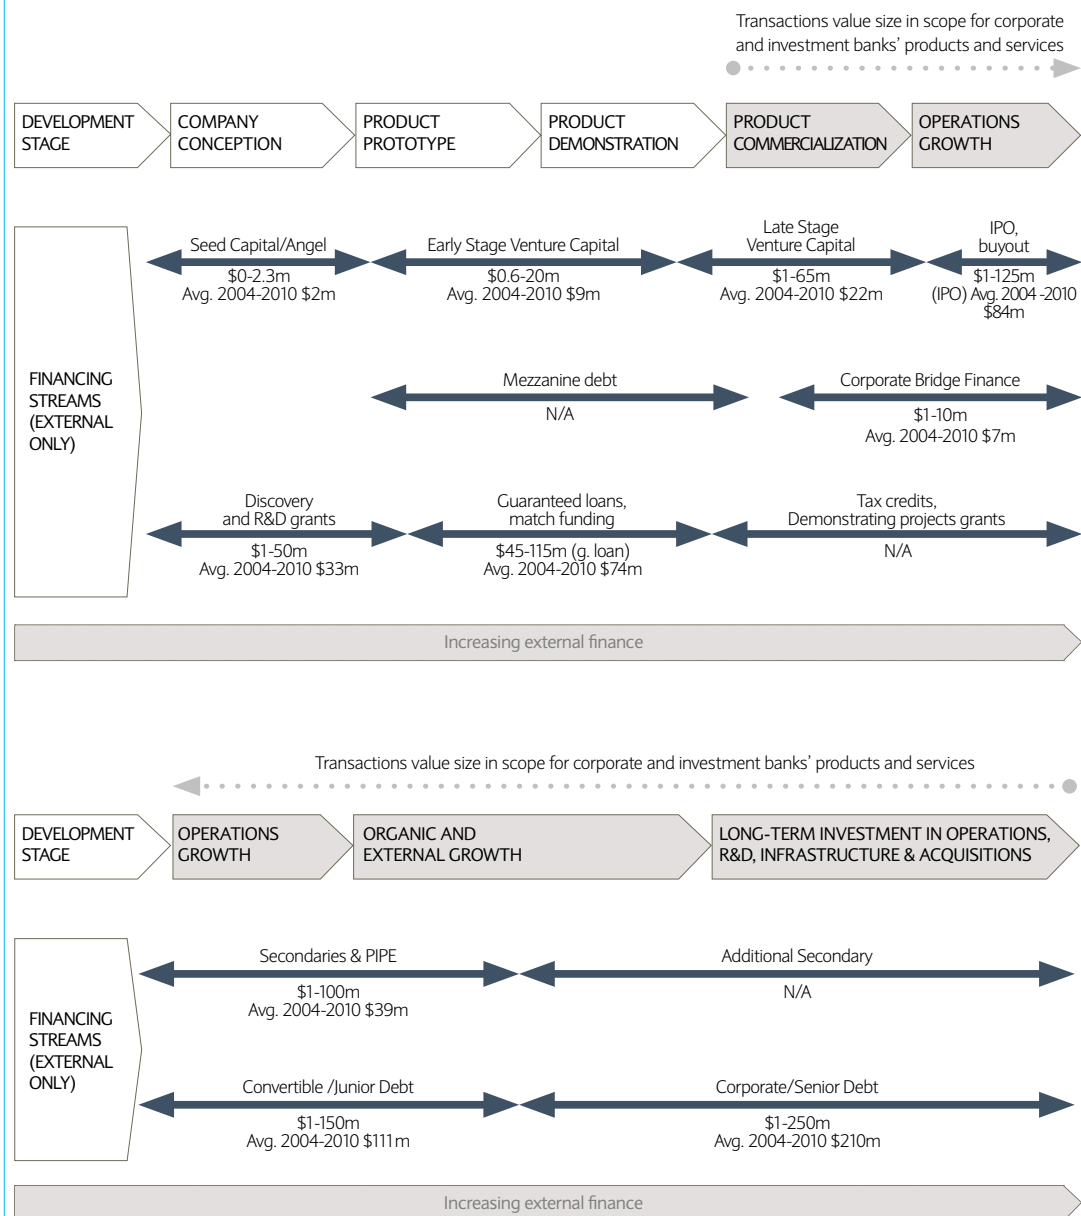 Transactions value size in scope for corporate
and investment banks' products and services
DEVELOPMENT
STAGE
COMPANY
CONCEPTION
PRODUCT
PROTOTYPE
PRODUCT
DEMONSTRATION
PRODUCT
COMMERCIALIZATION
OPERATIONS
GROWTH
FINANCING
STREAMS
(EXTERNAL
ONLY)
Seed Capital/Angel
$0-2.3m
Avg. 2004-2010 $2m
Early Stage Venture Capital
$0.6-20m
Avg. 2004-2010 $9m
Late Stage
Venture Capital
$1-65m
Avg. 2004-2010 $22m
IPO,
buyout
$1-125m
(IPO) Avg. 2004-2010
$84m
Mezzanine debt
N/A
Corporate Bridge Finance
$1-10m
Avg. 2004-2010 $7m
Discovery
and R&D grants
$1-50m
Avg. 2004-2010 $33m
Guaranteed loans,
match funding
$45-115m (g. loan)
Avg. 2004-2010 $74m
Tax credits,
Demonstrating projects grants
N/A
Increasing external finance
Transactions value size in scope for corporate and investment banks' products and services
DEVELOPMENT
STAGE
OPERATIONS
GROWTH
ORGANIC AND
EXTERNAL GROWTH
LONG-TERM INVESTMENT IN OPERATIONS,
R&D, INFRASTRUCTURE & ACQUISITIONS
FINANCING
STREAMS
(EXTERNAL
ONLY)
Secondaries & PIPE
$1-100m
Avg. 2004-2010 $39m
Additional Secondary
N/A
Convertible /Junior Debt
$1-150m
Avg. 2004-2010 $111m
Corporate/Senior Debt
$1-250m
Avg. 2004-2010 $210m
Increasing external finance